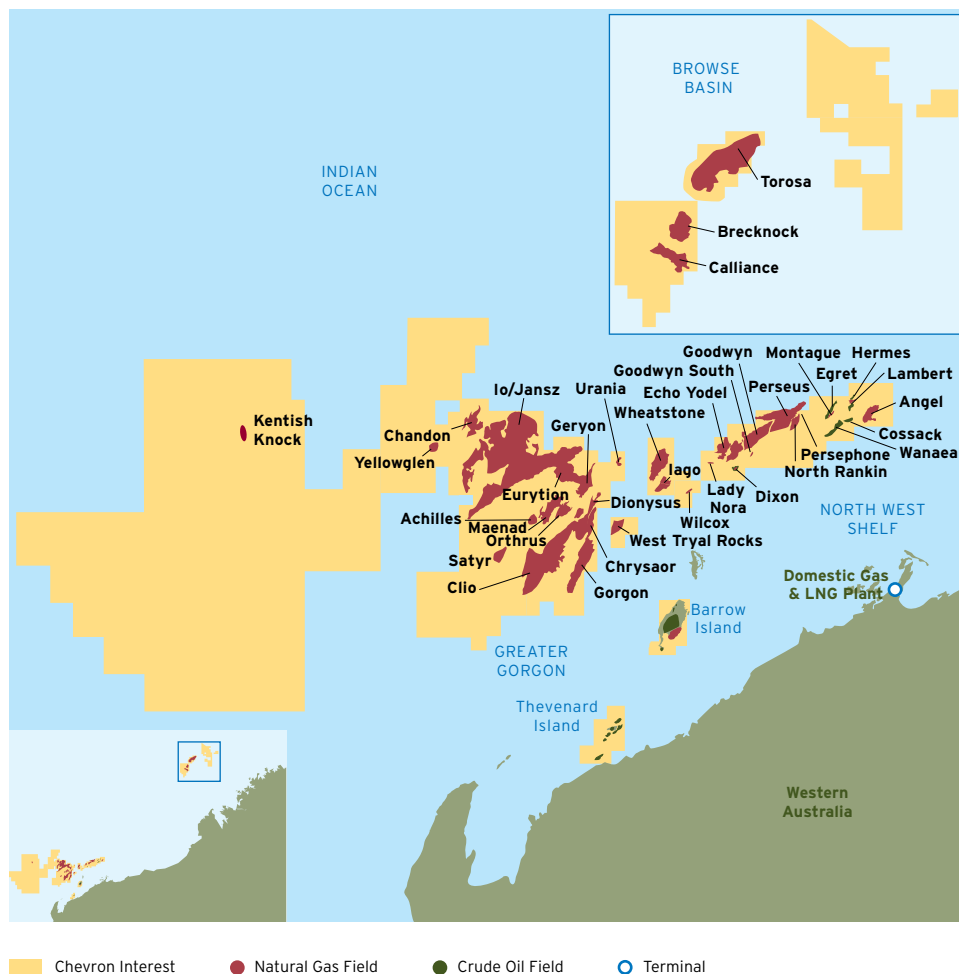 BROWSE
BASIN
INDIAN
OCEAN
Torosa
Brecknock
Calliance
Goodwyn
Montague
Hermes
Goodwyn South
Egret
Lambert
Io/Jansz
Urania
Echo Yodel
Perseus
Angel
Kentish
Knock
Wheatstone
Chandon
Geryon
Cossack
Persephone
Wanaea
Yellowglen
Iago
North Rankin
Eurytion
Dionysus
Lady
Nora
Dixon
Achilles
Maenad
Orthrus
Wilcox
West Tryal Rocks
NORTH WEST
SHELF
Satyr
Chrysaor
Clio
Gorgon
Domestic Gas
& LNG Plant
Barrow
Island
GREATER
GORGON
Thevenard
Island
Western
Australia
Chevron Interest
Natural Gas Field
Crude Oil Field
Terminal